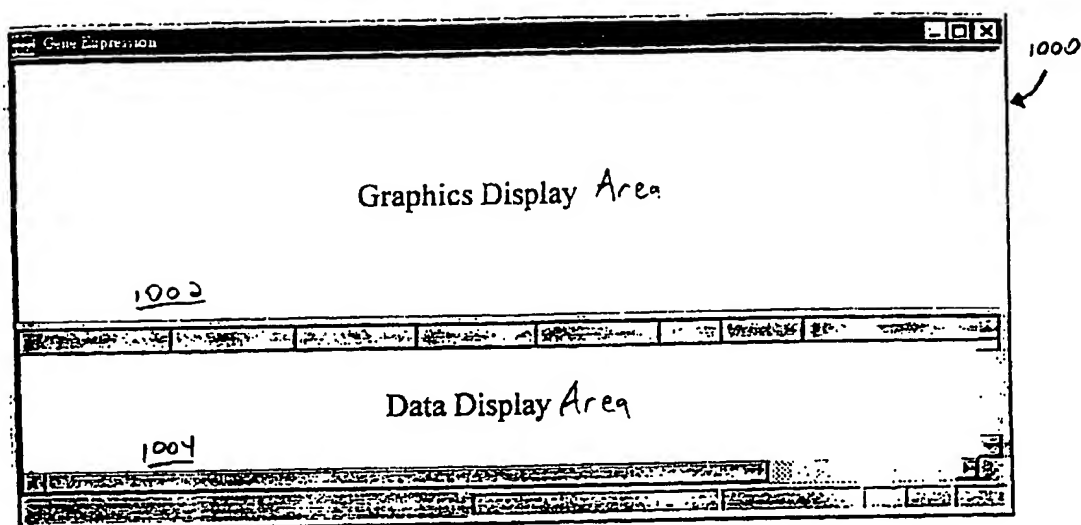 Gene Expression
1000
Graphics Display Area
1002
Data Display Area
1004